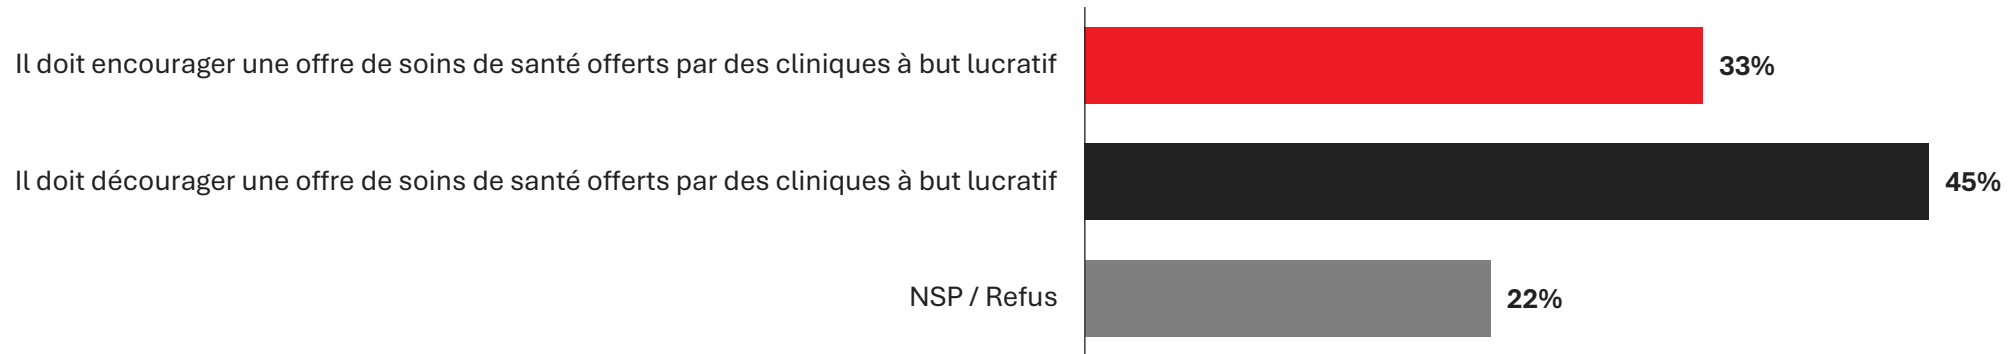 Il doit encourager une offre de soins de santé offerts par des cliniques à but lucratif 33%
Il doit décourager une offre de soins de santé offerts par des cliniques à but lucratif 45%
NSP / Refus 22%